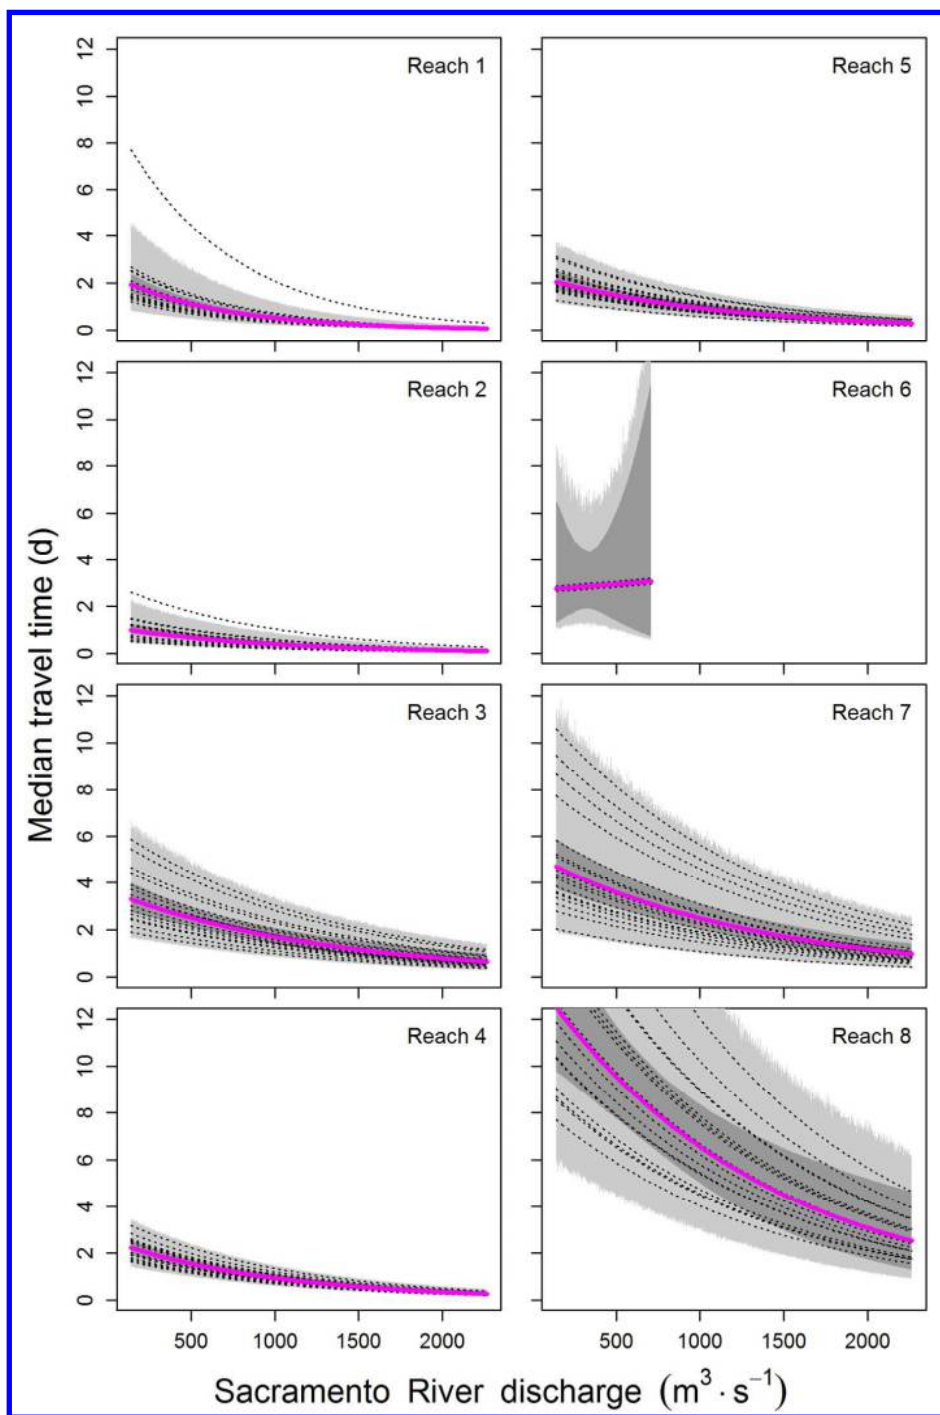 12
10
8
6
4
2
0
Reach 1
Reach 5
12
10
8
6
4
2
0
Reach 2
Reach 6
12
10
8
6
4
2
0
Reach 3
Reach 7
12
10
8
6
4
2
0
Reach 4
Reach 8
Median travel time (d)
500 1000 1500 2000 500 1000 1500 2000
Sacramento River discharge (m³·s⁻¹)